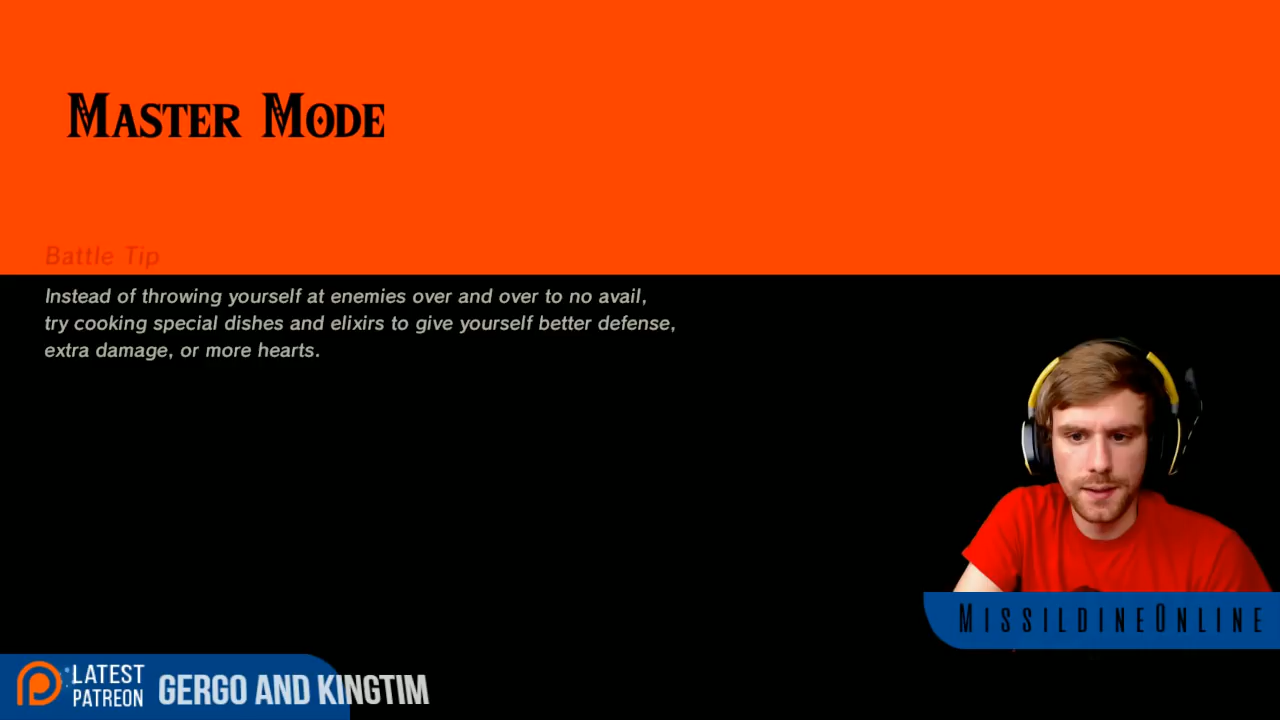 Master Mode
Battle Tip
Instead of throwing yourself at enemies over and over to no avail,
try cooking special dishes and elixirs to give yourself better defense,
extra damage, or more hearts.
MissildineOnline
LATEST
PATREON
GERGO AND KINGTIM